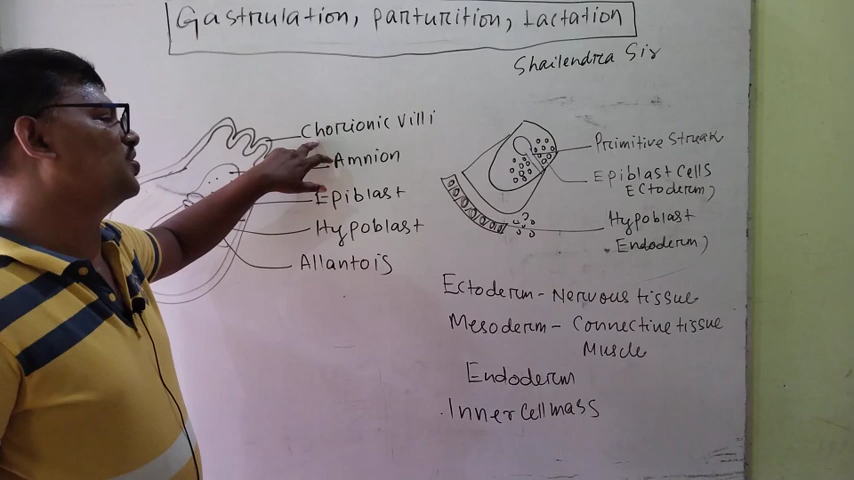 Gastrulation, parturition, Lactation
Shailendra Sir
Chorionic Villi
Amnion
Epiblast
Hypoblast
Allantois
Primitive Streak
Epiblast Cells
Ectoderm)
Hypoblast
Endoderm)
Ectoderm - Nervous tissue
Mesoderm - Connective tissue
Muscle
Endoderm
Inner Cell mass